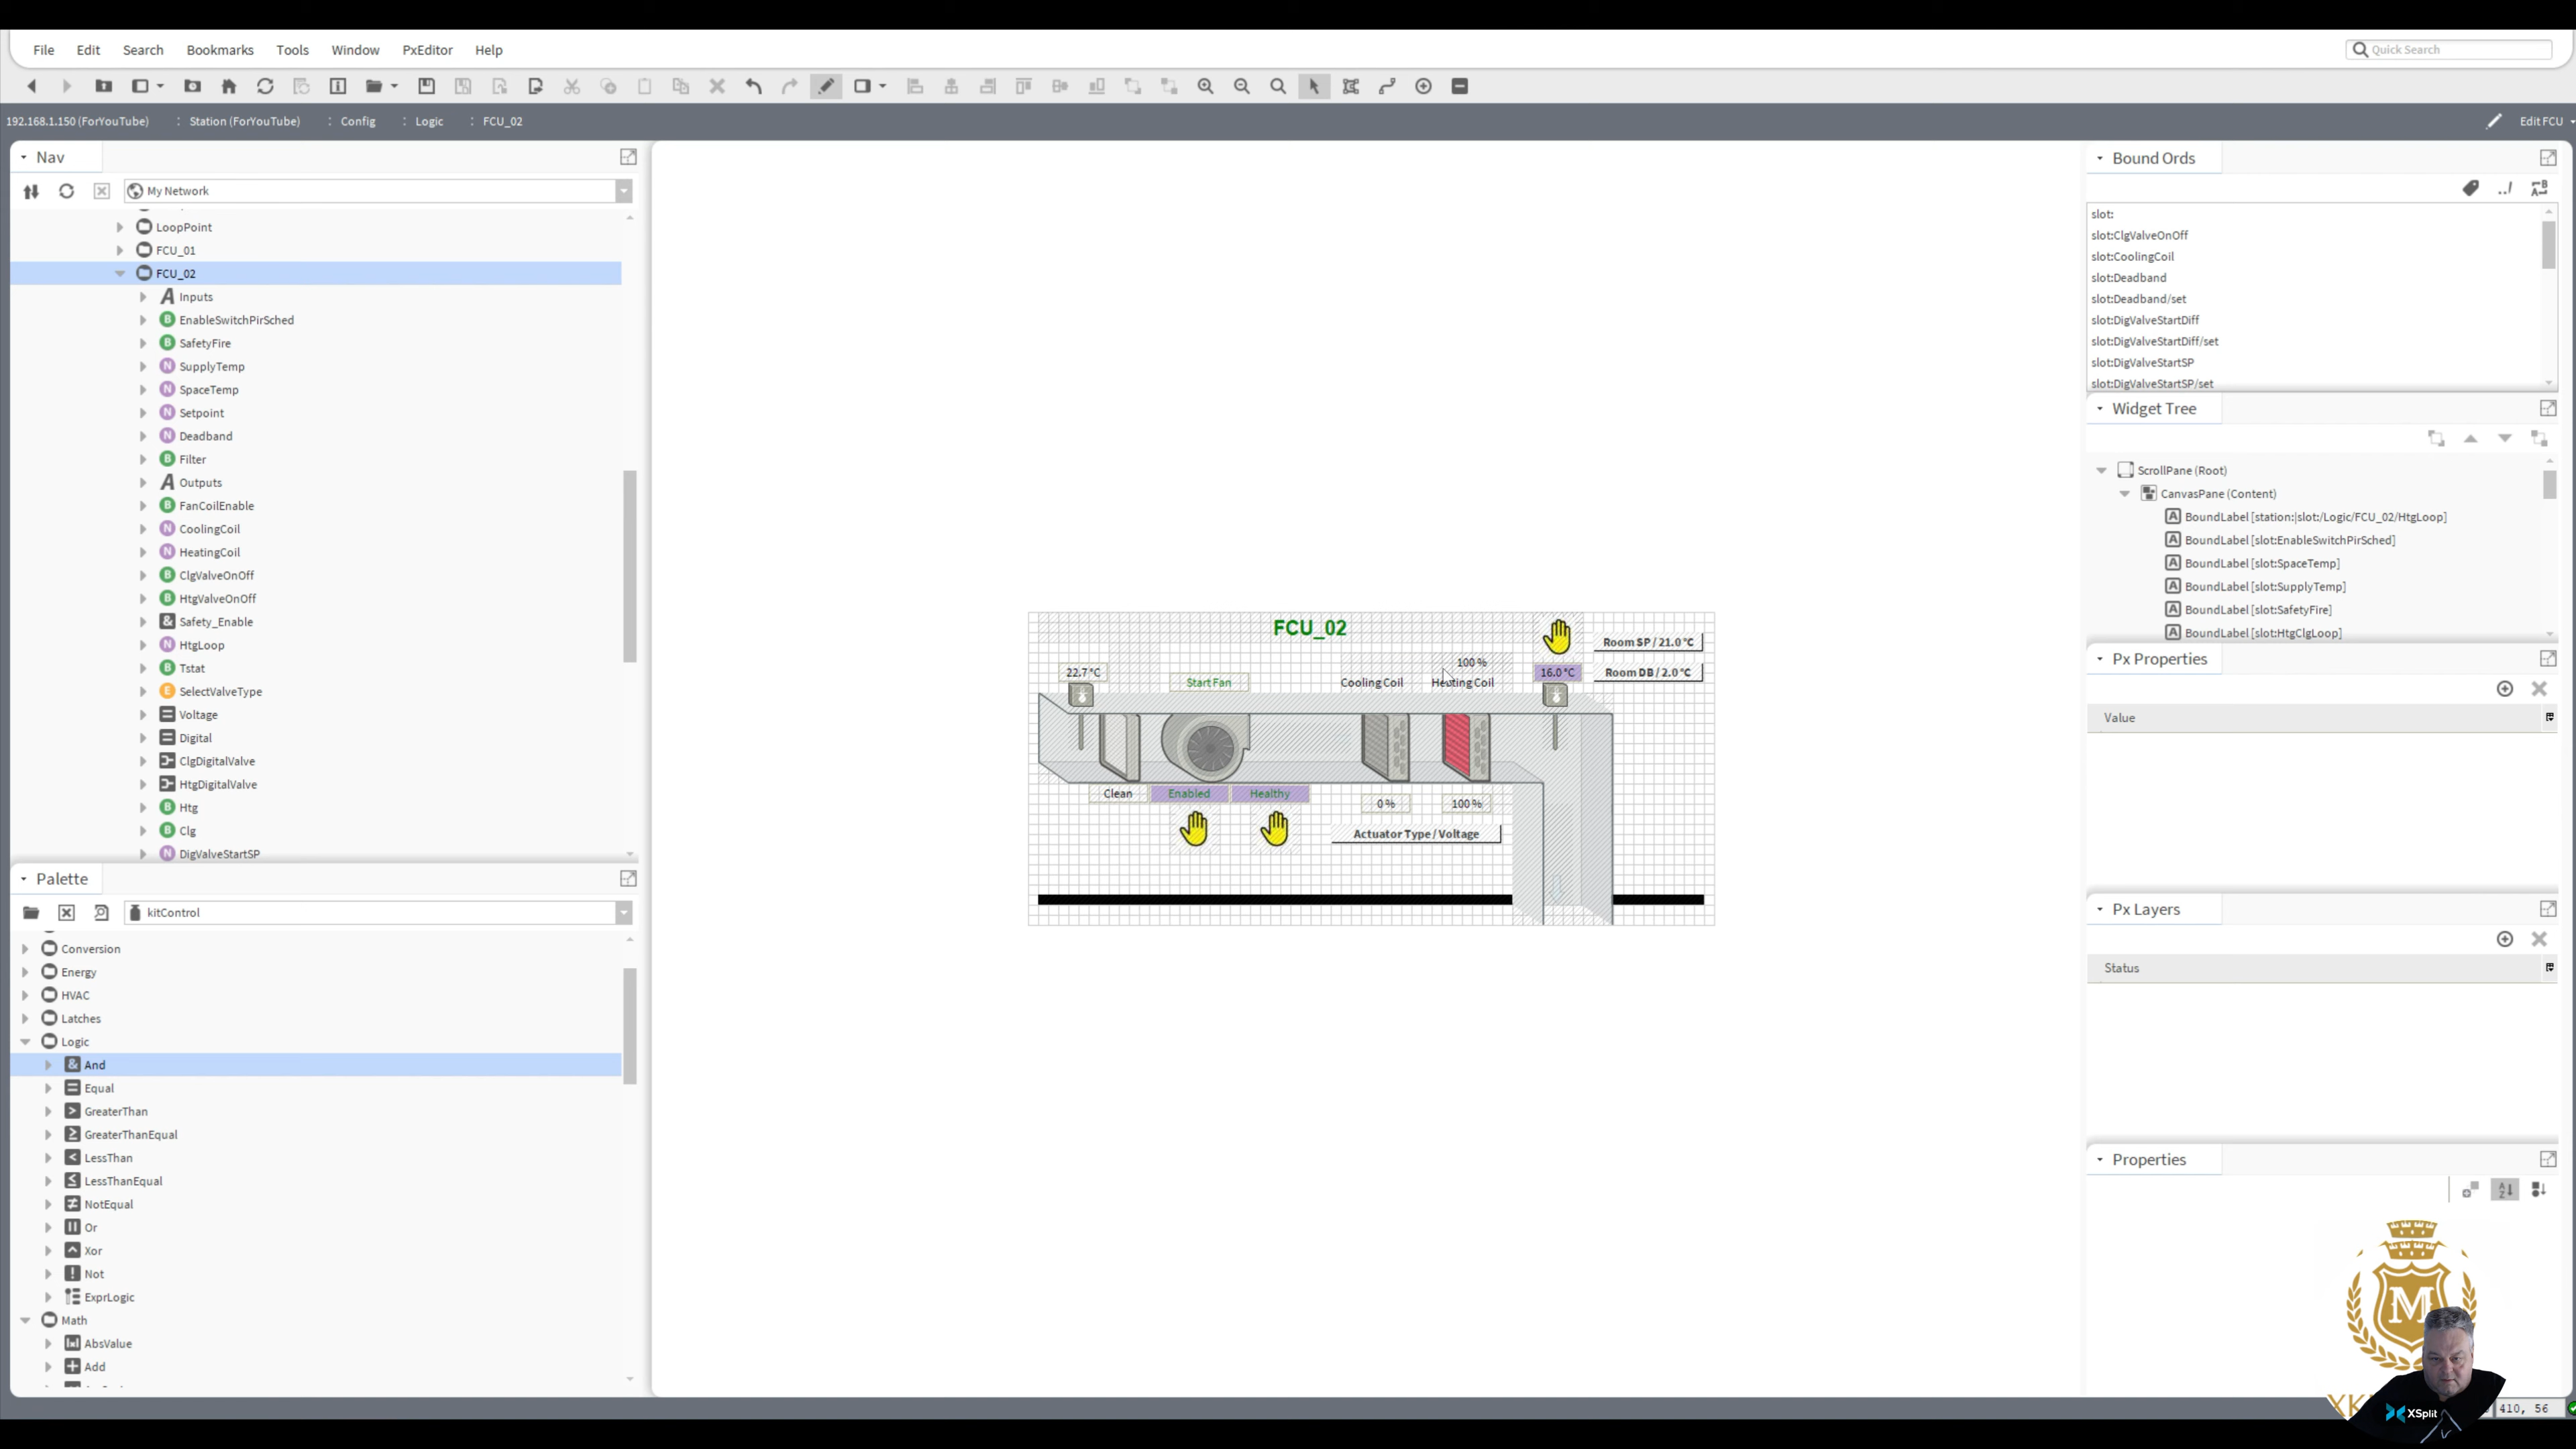 File Edit Search Bookmarks Tools Window PxEditor Help
Quick Search
192.168.1.150 (ForYouTube) : Station (ForYouTube) : Config : Logic : FCU_02
Edit FCU
Nav
My Network
LoopPoint
FCU_01
FCU_02
Inputs
EnableSwitchPirSched
SafetyFire
SupplyTemp
SpaceTemp
Setpoint
Deadband
Filter
Outputs
FanCoilEnable
CoolingCoil
HeatingCoil
ClgValveOnOff
HtgValveOnOff
Safety_Enable
HtgLoop
Tstat
SelectValveType
Voltage
Digital
ClgDigitalValve
HtgDigitalValve
Htg
Clg
DigValveStartSP
Palette
kitControl
Conversion
Energy
HVAC
Latches
Logic
And
Equal
GreaterThan
GreaterThanEqual
LessThan
LessThanEqual
NotEqual
Or
Xor
Not
ExprLogic
Math
AbsValue
Add
FCU_02
Room SP / 21.0 °C
100 %
22.7 °C
Start Fan
Cooling Coil
Heating Coil
16.0 °C
Room DB / 2.0 °C
Clean
Enabled
Healthy
0 %
100 %
Actuator Type / Voltage
Bound Ords
slot:
slot:ClgValveOnOff
slot:CoolingCoil
slot:Deadband
slot:Deadband/set
slot:DigValveStartDiff
slot:DigValveStartDiff/set
slot:DigValveStartSP
slot:DigValveStartSP/set
Widget Tree
ScrollPane (Root)
CanvasPane (Content)
BoundLabel [station:|slot:/Logic/FCU_02/HtgLoop]
BoundLabel [slot:EnableSwitchPirSched]
BoundLabel [slot:SpaceTemp]
BoundLabel [slot:SupplyTemp]
BoundLabel [slot:SafetyFire]
BoundLabel [slot:HtgClgLoop]
Px Properties
Value
Px Layers
Status
Properties
M
XSplit
410, 56